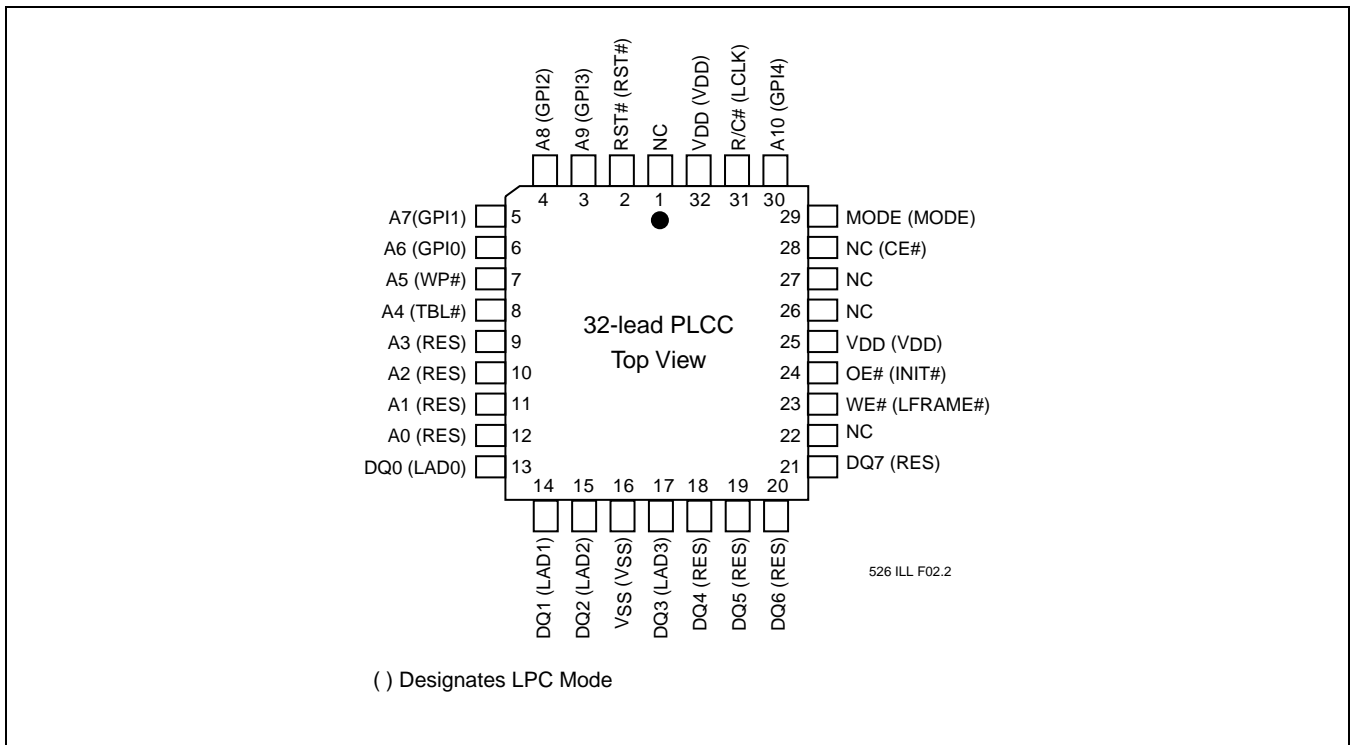 A8 (GPI2)
A9 (GPI3)
RST# (RST#)
NC
VDD (VDD)
R/C# (LCLK)
A10 (GPI4)
4
3
2
1
32
31
30
A7(GPI1)
5
A6 (GPI0)
6
A5 (WP#)
7
A4 (TBL#)
8
A3 (RES)
9
A2 (RES)
10
A1 (RES)
11
A0 (RES)
12
DQ0 (LAD0)
13
32-lead PLCC
Top View
29
MODE (MODE)
28
NC (CE#)
27
NC
26
NC
25
VDD (VDD)
24
OE# (INIT#)
23
WE# (LFRAME#)
22
NC
21
DQ7 (RES)
14
15
16
17
18
19
20
DQ1 (LAD1)
DQ2 (LAD2)
VSS (VSS)
DQ3 (LAD3)
DQ4 (RES)
DQ5 (RES)
DQ6 (RES)
526 ILL F02.2
( ) Designates LPC Mode